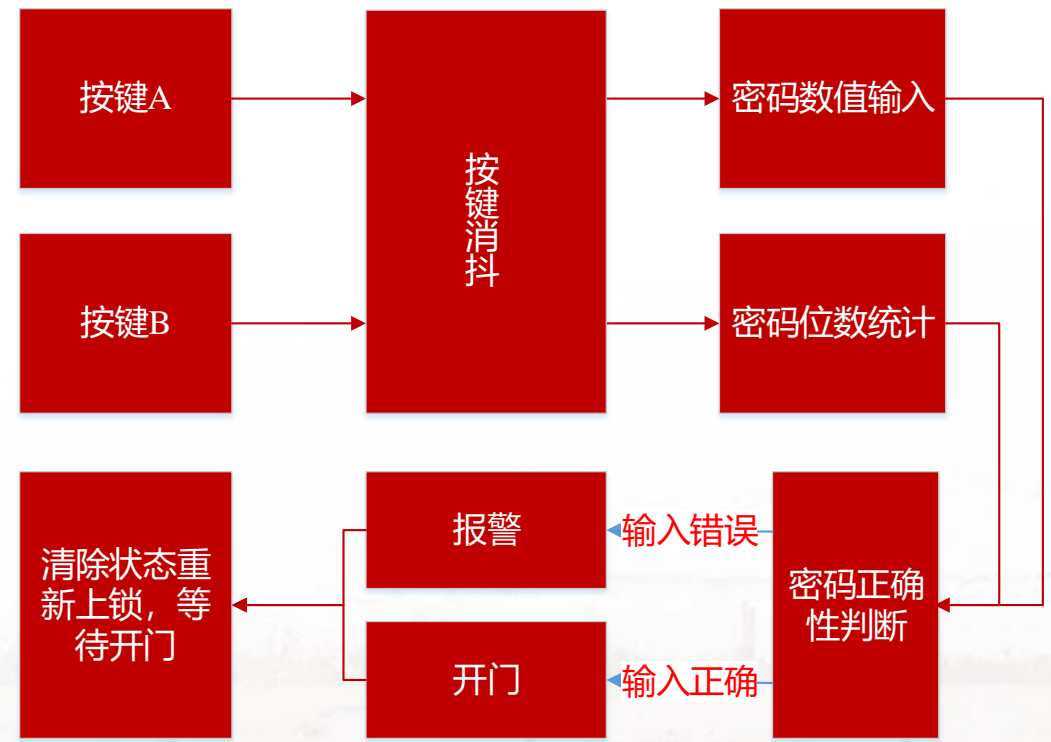 按键A
按键消抖
密码数值输入
按键B
密码位数统计
清除状态重
新上锁，等
待开门
报警
输入错误
密码正确
性判断
开门
输入正确